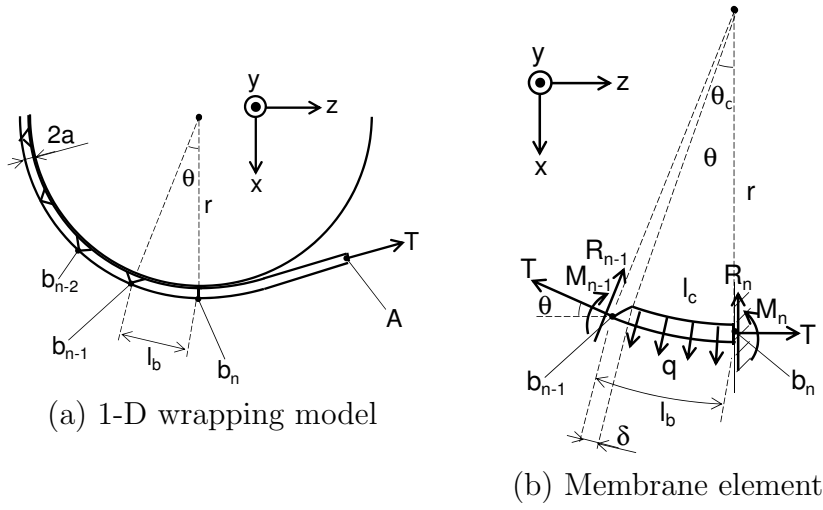 y
z
x
2a
θ
r
T
A
b_{n-2}
b_{n-1}
l_b
b_n
(a) 1-D wrapping model
y
z
x
θ_c
θ
r
R_{n-1}
T
M_{n-1}
θ
l_c
R_n
M_n
T
q
b_{n-1}
l_b
b_n
δ
(b) Membrane element